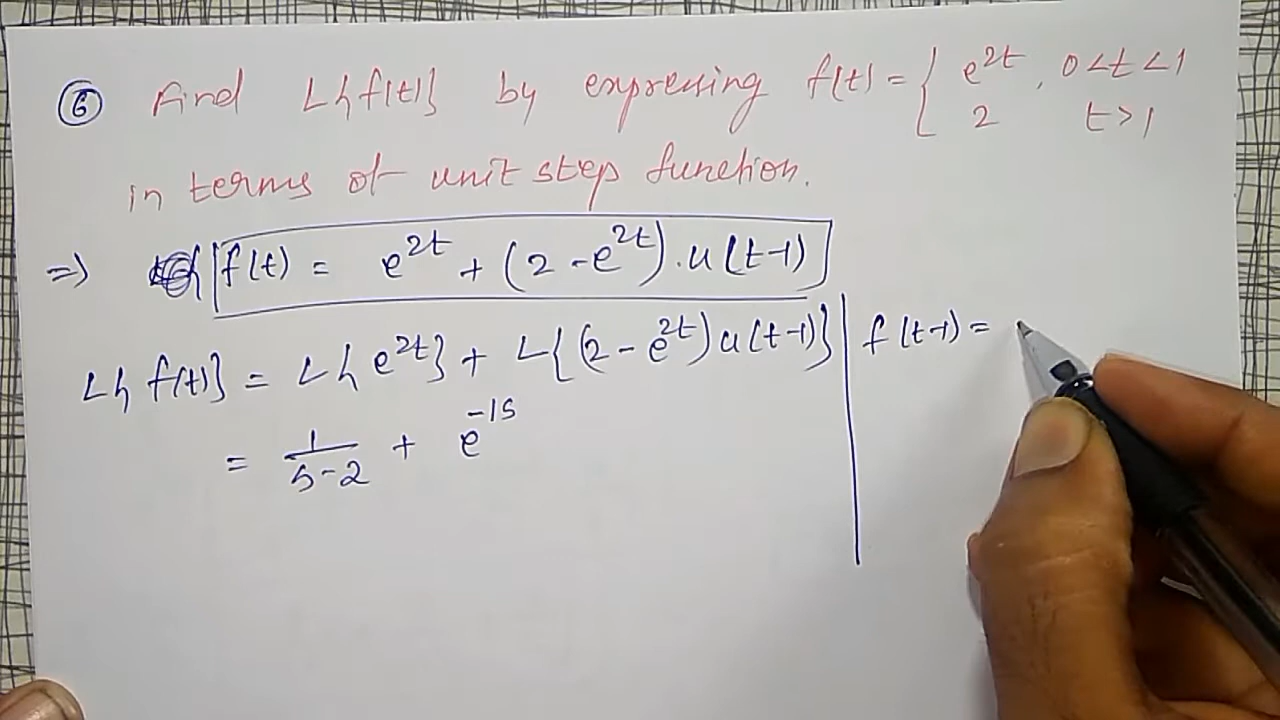 ⑥ Find L{f(t)} by expressing f(t) = { e^{2t}, 0<t<1
2 t>1
in terms of unit step function.
=> f(t) = e^{2t} + (2 - e^{2t}).u(t-1)
L{f(t)} = L{e^{2t}} + L{(2 - e^{2t})u(t-1)} | f(t-1) =
= 1/(s-2) + e^{-1s}